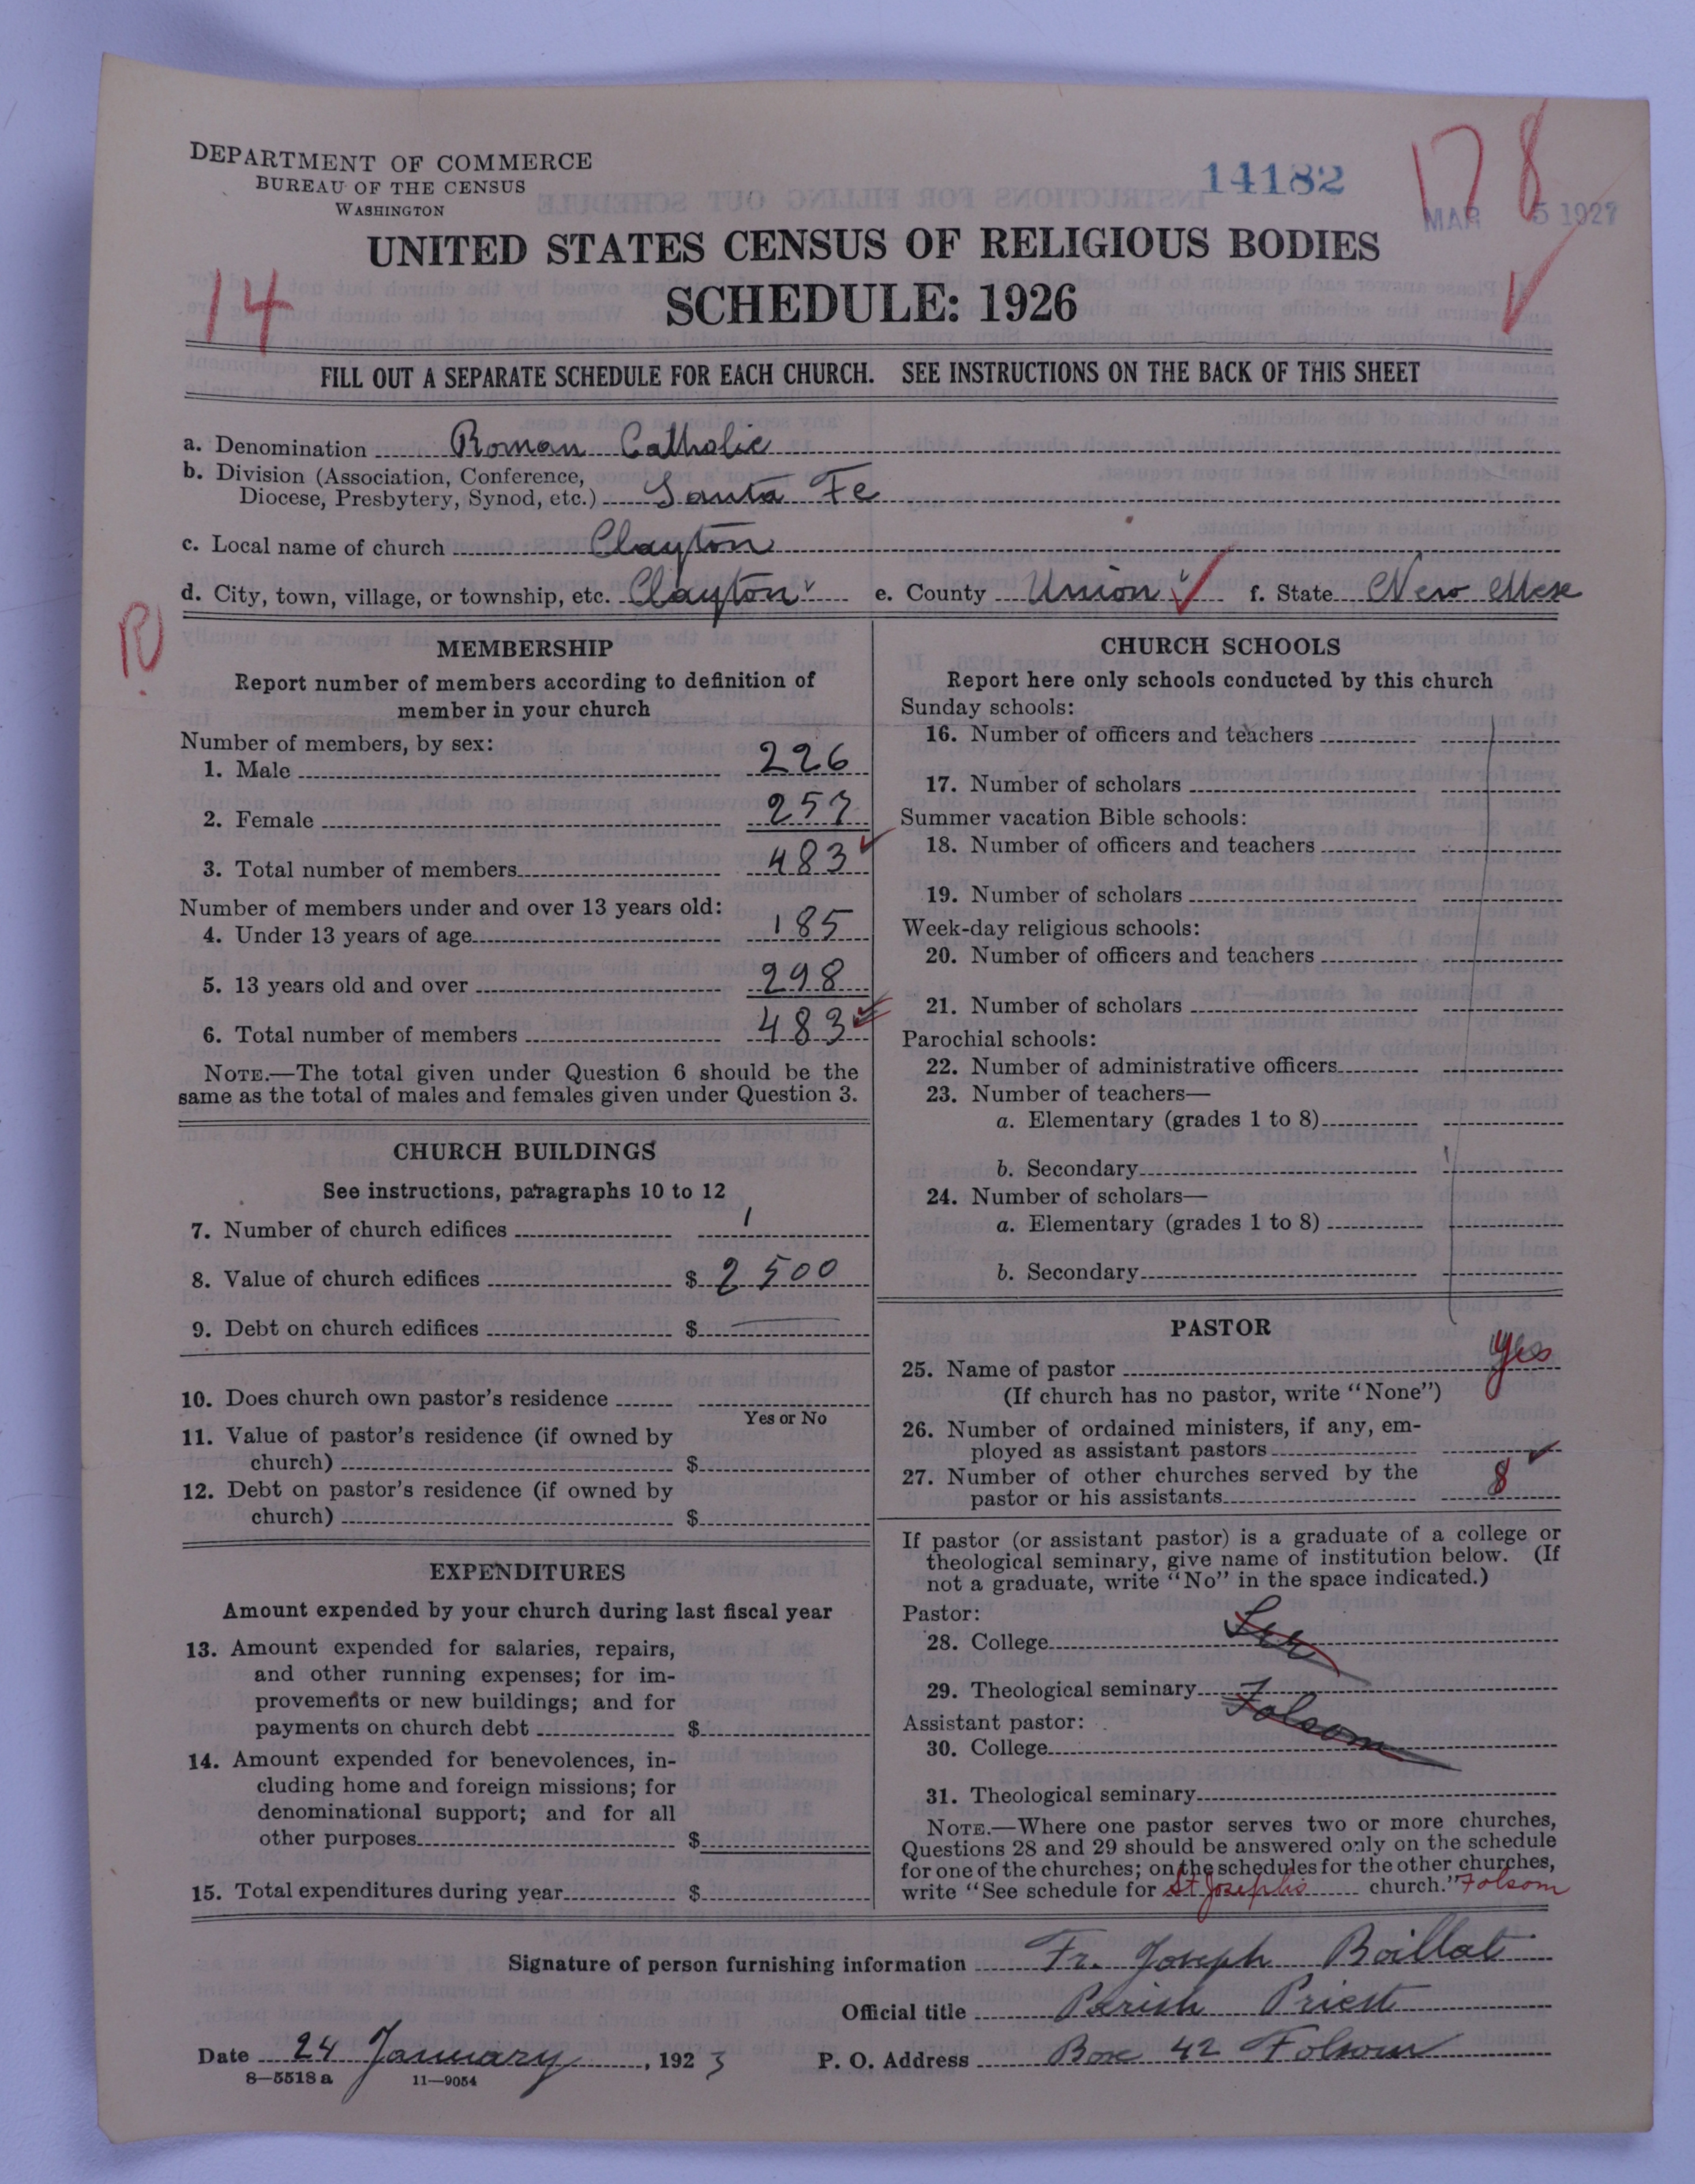 DEPARTMENT OF COMMERCE
BUREAU OF THE CENSUS
WASHINGTON
14182
178
MAR 5 1927
UNITED STATES CENSUS OF RELIGIOUS BODIES
14
SCHEDULE: 1926
FILL OUT A SEPARATE SCHEDULE FOR EACH CHURCH. SEE INSTRUCTIONS ON THE BACK OF THIS SHEET
a. Denomination Roman Catholic
b. Division (Association, Conference,
Diocese, Presbytery, Synod, etc.) Santa Fe
c. Local name of church Clayton
d. City, town, village, or township, etc. Clayton e. County Union f. State New Mex
MEMBERSHIP
Report number of members according to definition of
member in your church
Number of members, by sex:
1. Male 226
2. Female 257
3. Total number of members 483
Number of members under and over 13 years old:
4. Under 13 years of age 185
5. 13 years old and over 298
6. Total number of members 483
NOTE.—The total given under Question 6 should be the
same as the total of males and females given under Question 3.
CHURCH BUILDINGS
See instructions, paragraphs 10 to 12
7. Number of church edifices 1
8. Value of church edifices $ 2500
9. Debt on church edifices $ —
10. Does church own pastor's residence
Yes or No
11. Value of pastor's residence (if owned by
church) $
12. Debt on pastor's residence (if owned by
church) $
EXPENDITURES
Amount expended by your church during last fiscal year
13. Amount expended for salaries, repairs,
and other running expenses; for im-
provements or new buildings; and for
payments on church debt $
14. Amount expended for benevolences, in-
cluding home and foreign missions; for
denominational support; and for all
other purposes $
15. Total expenditures during year $
CHURCH SCHOOLS
Report here only schools conducted by this church
Sunday schools:
16. Number of officers and teachers
17. Number of scholars
Summer vacation Bible schools:
18. Number of officers and teachers
19. Number of scholars
Week-day religious schools:
20. Number of officers and teachers
21. Number of scholars
Parochial schools:
22. Number of administrative officers
23. Number of teachers—
a. Elementary (grades 1 to 8)
b. Secondary
24. Number of scholars—
a. Elementary (grades 1 to 8)
b. Secondary
PASTOR
25. Name of pastor yes
(If church has no pastor, write "None")
26. Number of ordained ministers, if any, em-
ployed as assistant pastors
27. Number of other churches served by the
pastor or his assistants 8
If pastor (or assistant pastor) is a graduate of a college or
theological seminary, give name of institution below. (If
not a graduate, write "No" in the space indicated.)
Pastor:
28. College See
29. Theological seminary Folsom
Assistant pastor:
30. College
31. Theological seminary
NOTE.—Where one pastor serves two or more churches,
Questions 28 and 29 should be answered only on the schedule
for one of the churches; on the schedules for the other churches,
write "See schedule for St Josephs church." Folsom
Signature of person furnishing information Fr. Joseph Boillat
Official title Parish Priest
Date 24 January, 1923 P. O. Address Box 42 Folsom
8—5518 a 11—9054